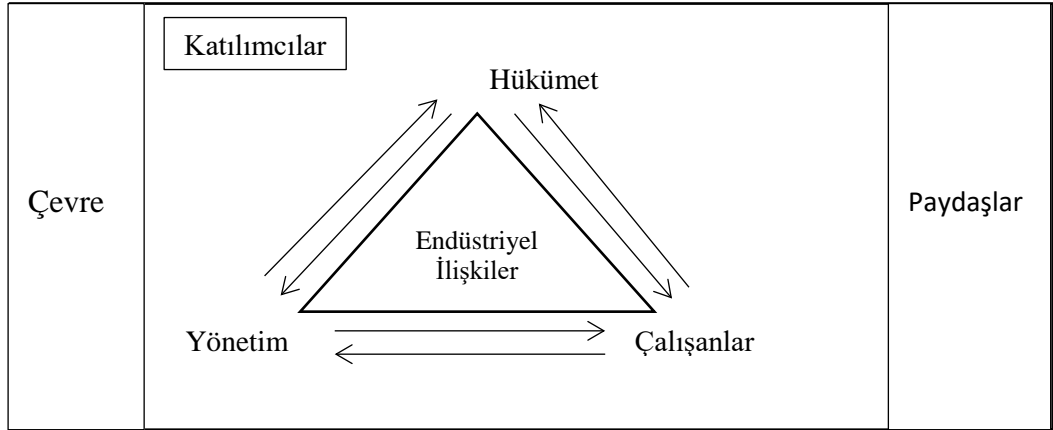 Katılımcılar
Hükümet
Çevre
Endüstriyel
İlişkiler
Paydaşlar
Yönetim
Çalışanlar